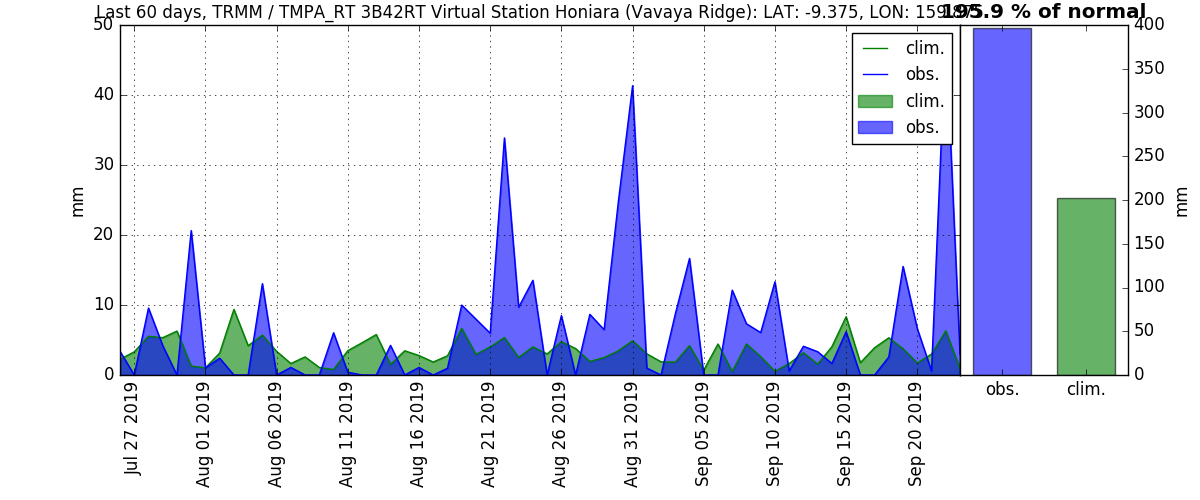 Last 60 days, TRMM / TMPA_RT 3B42RT Virtual Station Honiara (Vavaya Ridge): LAT: -9.375, LON:
195.9 % of normal
50
40
30
20
10
0
mm
clim.
obs.
clim.
obs.
400
350
300
250
200
150
100
50
0
mm
obs.
clim.
Jul 27 2019
Aug 01 2019
Aug 06 2019
Aug 11 2019
Aug 16 2019
Aug 21 2019
Aug 26 2019
Aug 31 2019
Sep 05 2019
Sep 10 2019
Sep 15 2019
Sep 20 2019